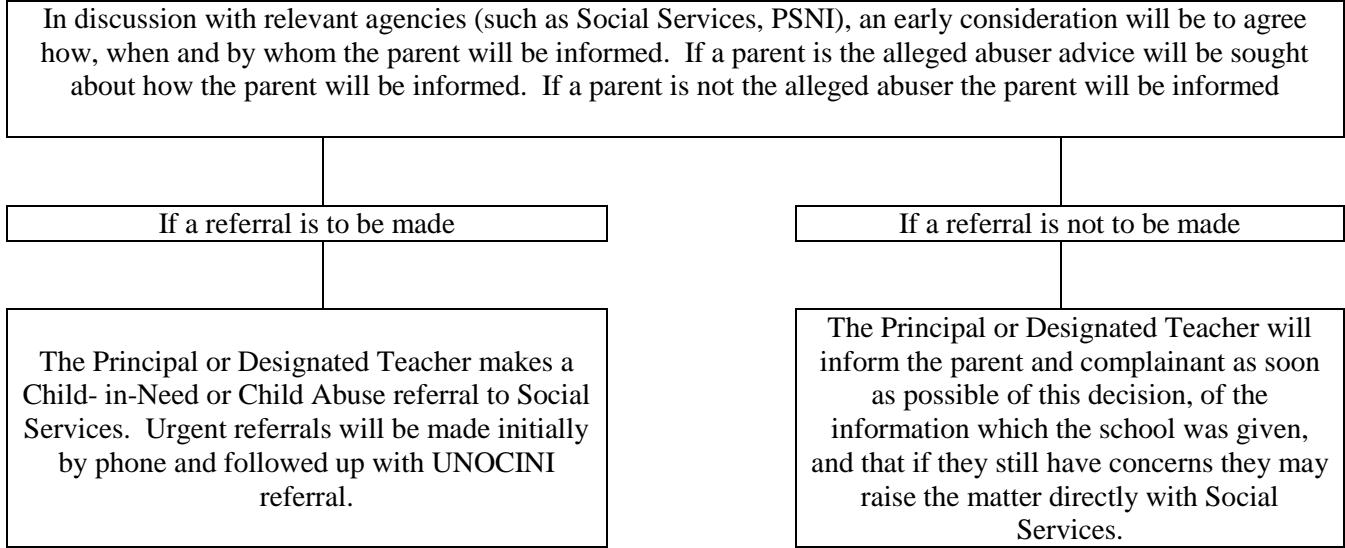 In discussion with relevant agencies (such as Social Services, PSNI), an early consideration will be to agree
how, when and by whom the parent will be informed.  If a parent is the alleged abuser advice will be sought
about how the parent will be informed.  If a parent is not the alleged abuser the parent will be informed
If a referral is to be made
If a referral is not to be made
The Principal or Designated Teacher makes a
Child- in-Need or Child Abuse referral to Social
Services.  Urgent referrals will be made initially
by phone and followed up with UNOCINI
referral.
The Principal or Designated Teacher will
inform the parent and complainant as soon
as possible of this decision, of the
information which the school was given,
and that if they still have concerns they may
raise the matter directly with Social
Services.